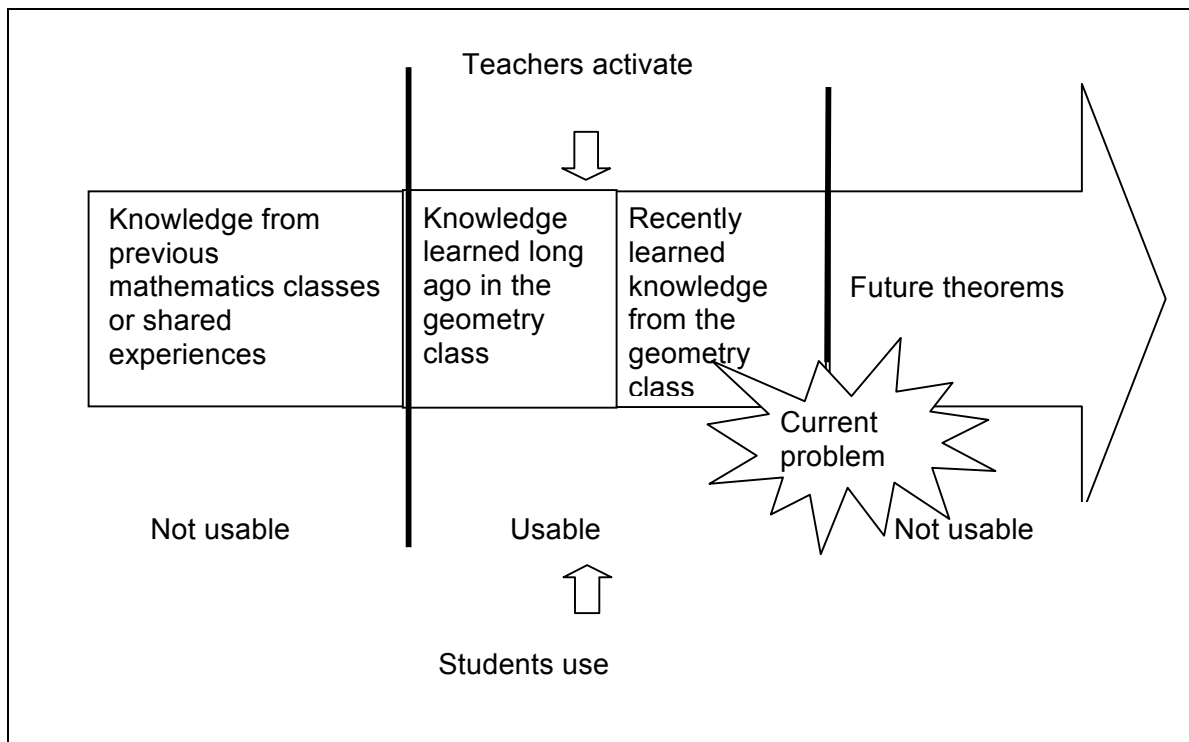 Teachers activate
Knowledge from
previous
mathematics classes
or shared
experiences
Knowledge
learned long
ago in the
geometry
class
Recently
learned
knowledge
from the
geometry
class
Future theorems
Current
problem
Not usable
Usable
Not usable
Students use